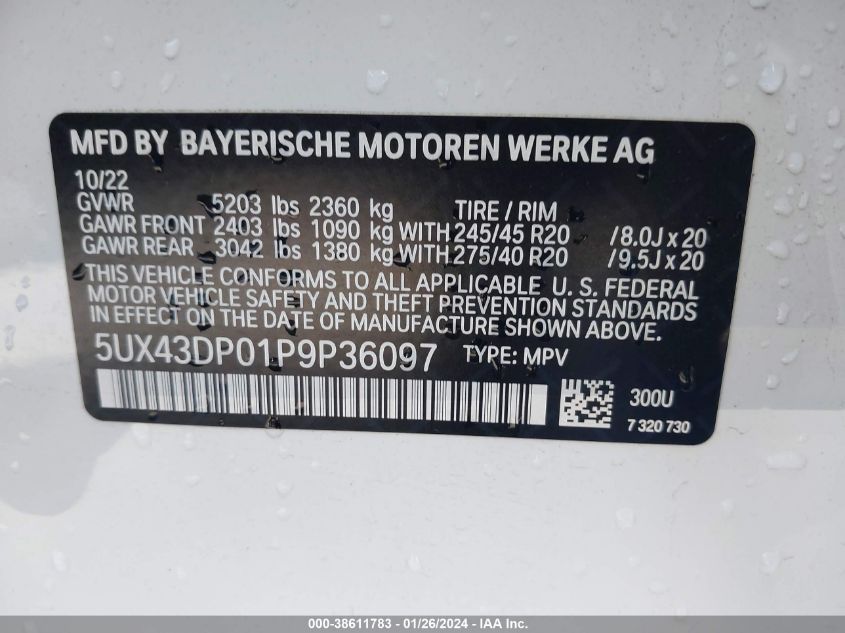 MFD BY BAYERISCHE MOTOREN WERKE AG
10/22
GVWR 5203 lbs 2360 kg TIRE / RIM
GAWR FRONT 2403 lbs 1090 kg WITH 245/45 R20 /8.0J x 20
GAWR REAR 3042 lbs 1380 kg WITH 275/40 R20 /9.5J x 20
THIS VEHICLE CONFORMS TO ALL APPLICABLE U. S. FEDERAL
MOTOR VEHICLE SAFETY AND THEFT PREVENTION STANDARDS
IN EFFECT ON THE DATE OF MANUFACTURE SHOWN ABOVE.
5UX43DP01P9P36097 TYPE: MPV
300U
7 320 730
000-38611783 - 01/26/2024 - IAA Inc.